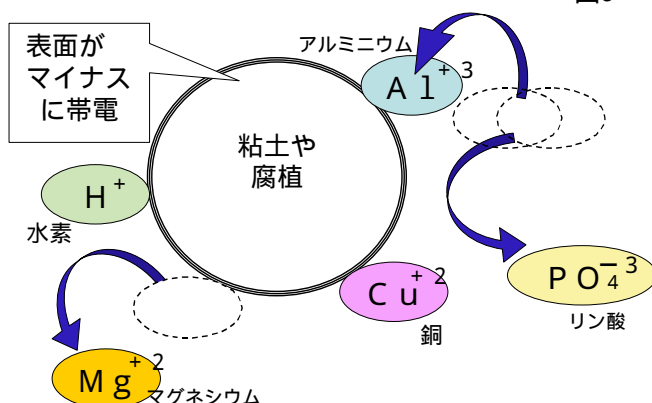 表面が
マイナス
に帯電
アルミニウム
Al+3
粘土や
腐植
H+
水素
PO4−3
リン酸
Cu+2
銅
Mg+2
マグネシウム